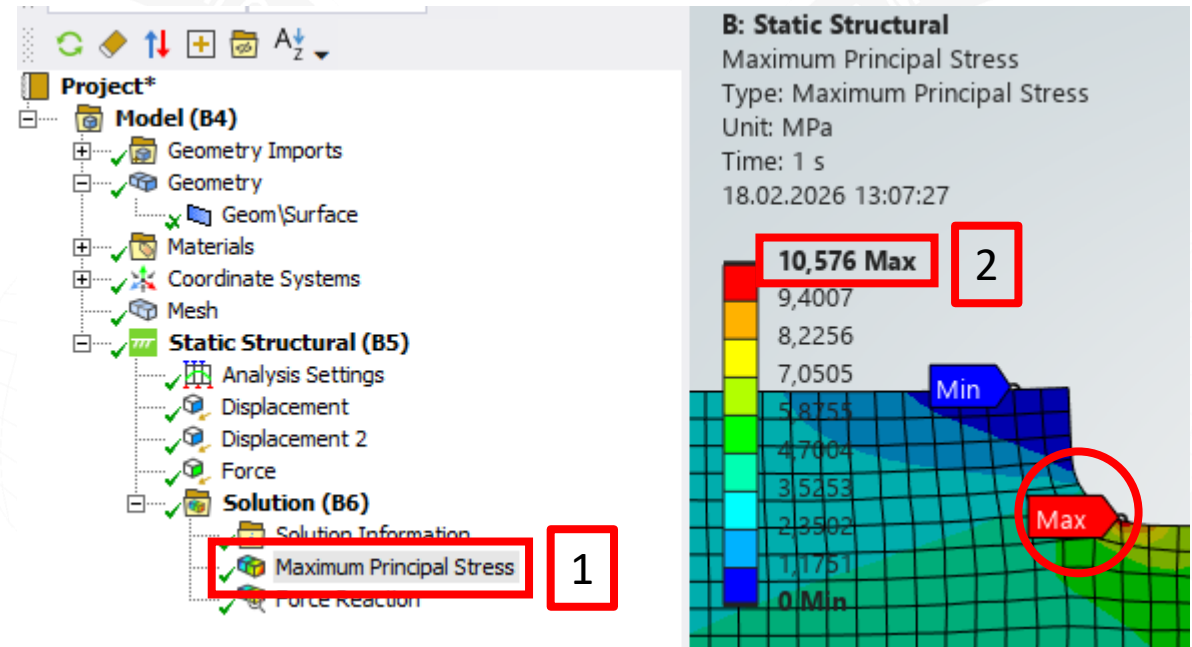 A
Z
Project*
Model (B4)
Geometry Imports
Geometry
Geom\Surface
Materials
Coordinate Systems
Mesh
Static Structural (B5)
Analysis Settings
Displacement
Displacement 2
Force
Solution (B6)
Solution Information
Maximum Principal Stress
1
Force Reaction
B: Static Structural
Maximum Principal Stress
Type: Maximum Principal Stress
Unit: MPa
Time: 1 s
18.02.2026 13:07:27
10,576 Max
2
9,4007
8,2256
7,0505
5,8755
4,7004
3,5253
2,3502
1,1751
0 Min
Min
Max